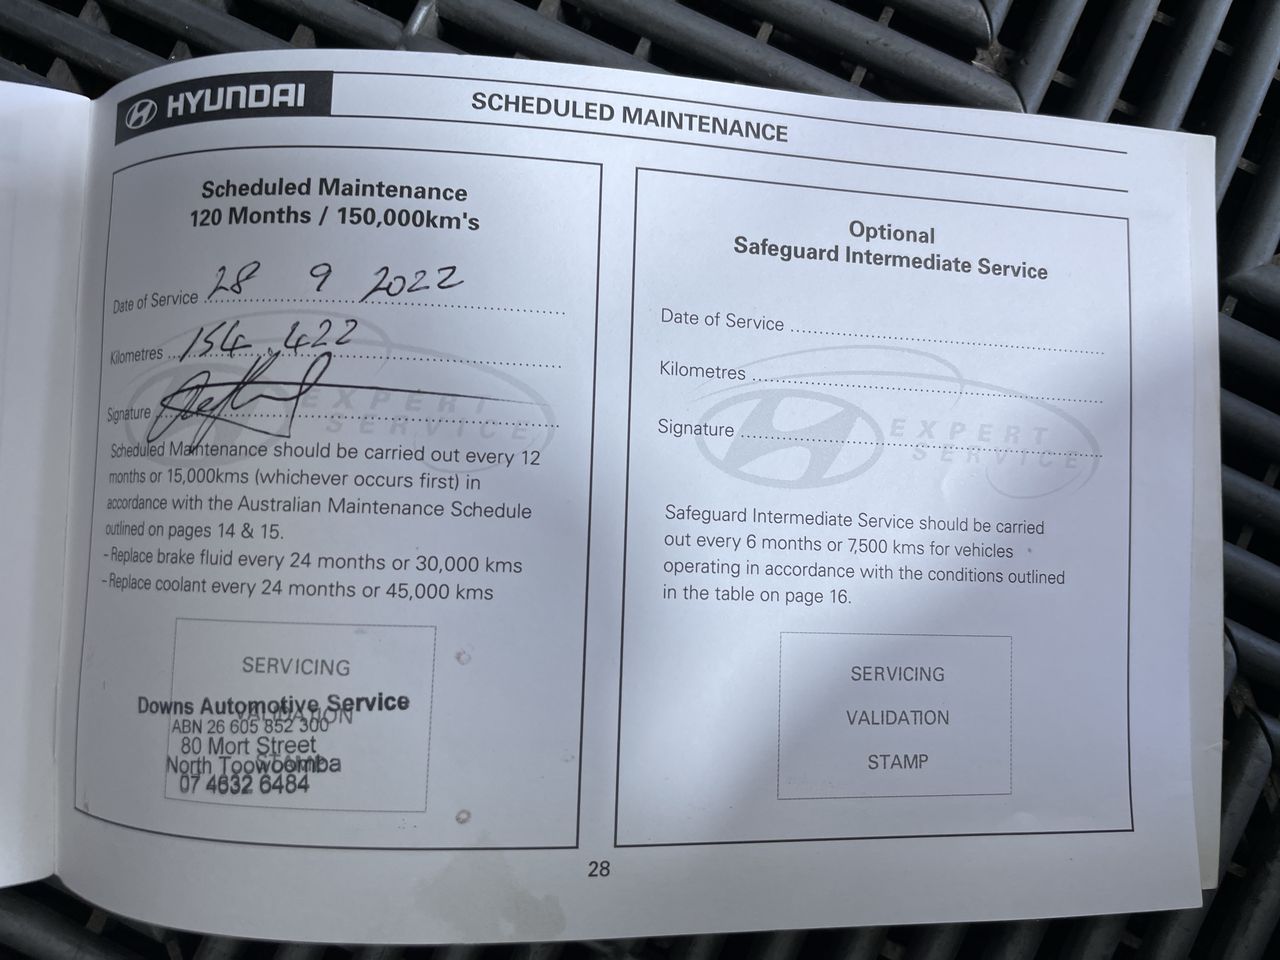 HYUNDAI
SCHEDULED MAINTENANCE
Scheduled Maintenance
120 Months / 150,000km's
Date of Service 28 9 2022
Kilometres 154.422
Signature
EXPERT
SERVICE
Scheduled Maintenance should be carried out every 12
months or 15,000kms (whichever occurs first) in
accordance with the Australian Maintenance Schedule
outlined on pages 14 & 15.
- Replace brake fluid every 24 months or 30,000 kms
- Replace coolant every 24 months or 45,000 kms
SERVICING
VALIDATION
STAMP
Downs Automotive Service
ABN 26 605 852 300
80 Mort Street
North Toowoomba
07 4632 6484
Optional
Safeguard Intermediate Service
Date of Service
Kilometres
Signature
EXPERT
SERVICE
Safeguard Intermediate Service should be carried
out every 6 months or 7,500 kms for vehicles
operating in accordance with the conditions outlined
in the table on page 16.
SERVICING
VALIDATION
STAMP
28